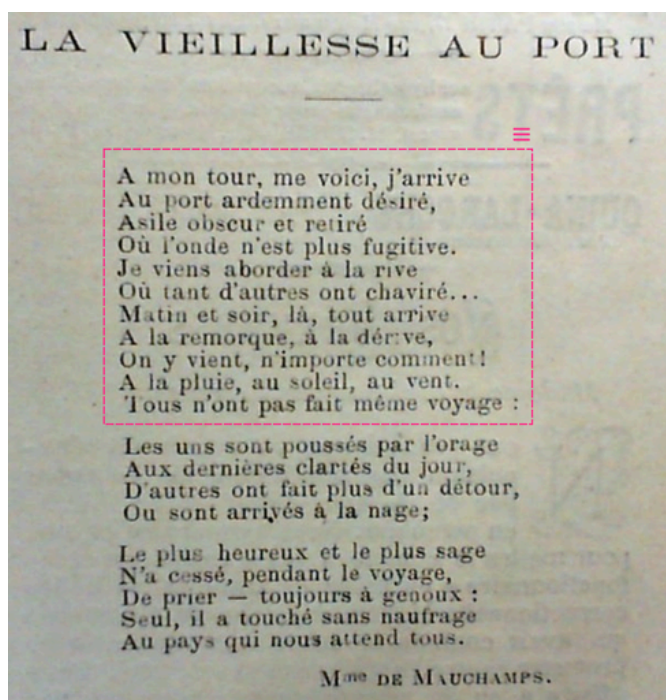 LA VIEILLESSE AU PORT
A mon tour, me voici, j'arrive
Au port ardemment désiré,
Asile obscur et retiré
Où l'onde n'est plus fugitive.
Je viens aborder à la rive
Où tant d'autres ont chaviré...
Matin et soir, là, tout arrive
A la remorque, à la dérive,
On y vient, n'importe comment!
A la pluie, au soleil, au vent.
Tous n'ont pas fait même voyage :
Les uns sont poussés par l'orage
Aux dernières clartés du jour,
D'autres ont fait plus d'un détour,
Ou sont arrivés à la nage;
Le plus heureux et le plus sage
N'a cessé, pendant le voyage,
De prier — toujours à genoux :
Seul, il a touché sans naufrage
Au pays qui nous attend tous.
Mme DE MAUCHAMPS.